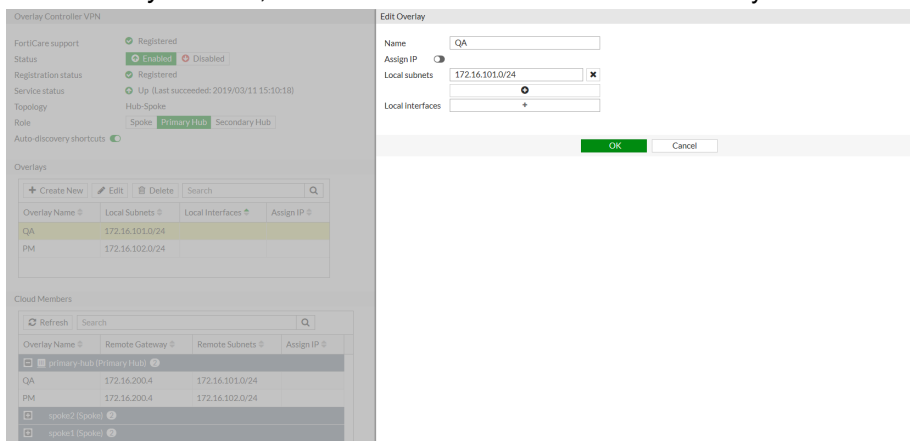 Overlay Controller VPN
FortiCare support Registered
Status Enabled Disabled
Registration status Registered
Service status Up (Last succeeded: 2019/03/11 15:10:18)
Topology Hub-Spoke
Role Spoke Primary Hub Secondary Hub
Auto-discovery shortcuts
Overlays
+ Create New Edit Delete Search
Overlay Name Local Subnets Local Interfaces Assign IP
QA 172.16.101.0/24
PM 172.16.102.0/24
Cloud Members
Refresh Search
Overlay Name Remote Gateway Remote Subnets Assign IP
primary-hub (Primary Hub) 2
QA 172.16.200.4 172.16.101.0/24
PM 172.16.200.4 172.16.102.0/24
spoke2 (Spoke) 2
spoke1 (Spoke) 2
Edit Overlay
Name QA
Assign IP
Local subnets 172.16.101.0/24
Local Interfaces +
OK Cancel